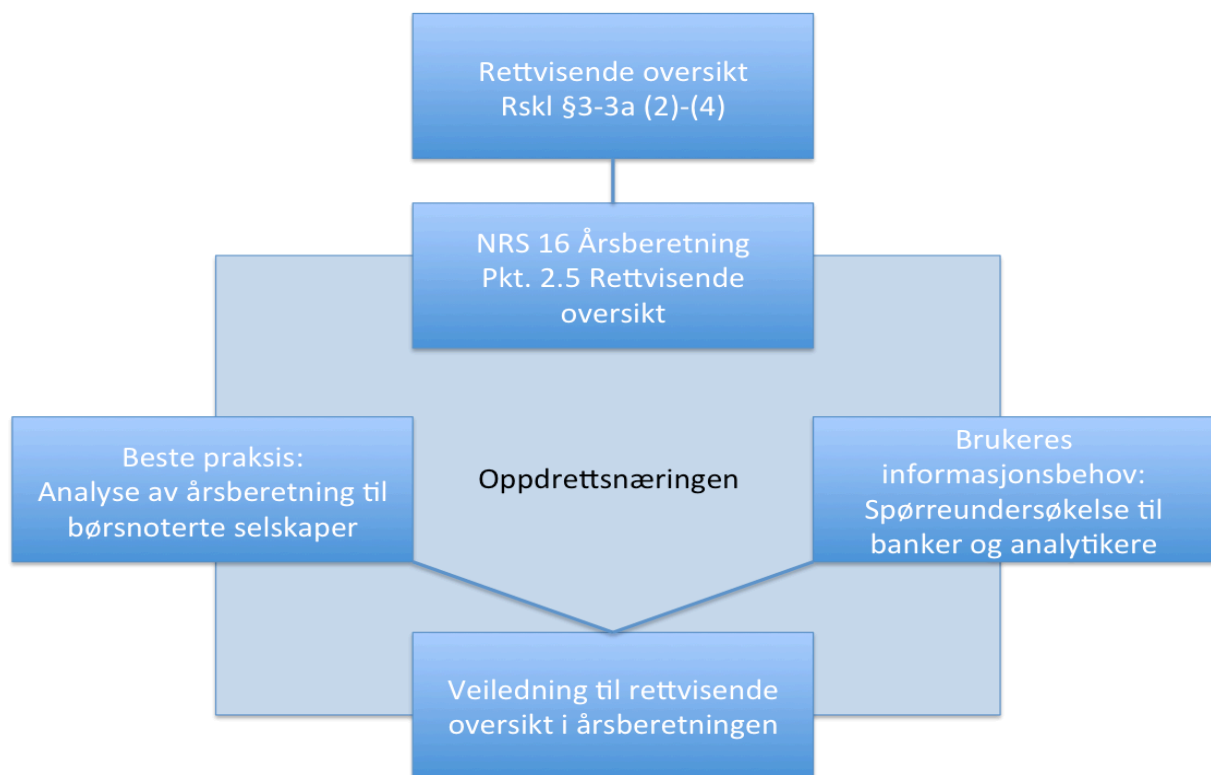 Rettvisende oversikt
Rskl §3-3a (2)-(4)
NRS 16 Årsberetning
Pkt. 2.5 Rettvisende
oversikt
Beste praksis:
Analyse av årsberetning til
børsnoterte selskaper
Oppdrettsnæringen
Brukeres
informasjonsbehov:
Spørreundersøkelse til
banker og analytikere
Veiledning til rettvisende
oversikt i årsberetningen